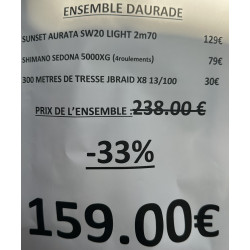 ENSEMBLE DAURADE
SUNSET AURATA SW20 LIGHT 2m70 129€
SHIMANO SEDONA 5000XG (4roulements) 79€
300 METRES DE TRESSE JBRAID X8 13/100 30€
PRIX DE L'ENSEMBLE : 238.00 €
-33%
159.00€